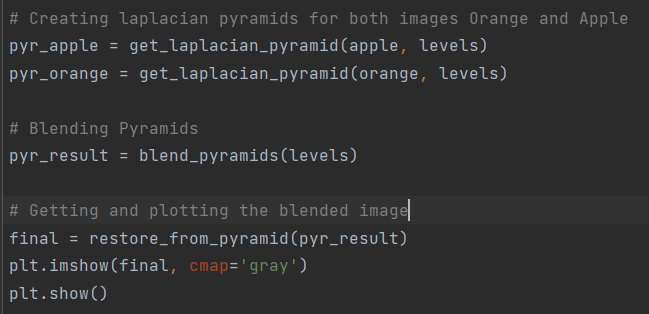 # Creating laplacian pyramids for both images Orange and Apple
pyr_apple = get_laplacian_pyramid(apple, levels)
pyr_orange = get_laplacian_pyramid(orange, levels)
# Blending Pyramids
pyr_result = blend_pyramids(levels)
# Getting and plotting the blended image
final = restore_from_pyramid(pyr_result)
plt.imshow(final, cmap='gray')
plt.show()